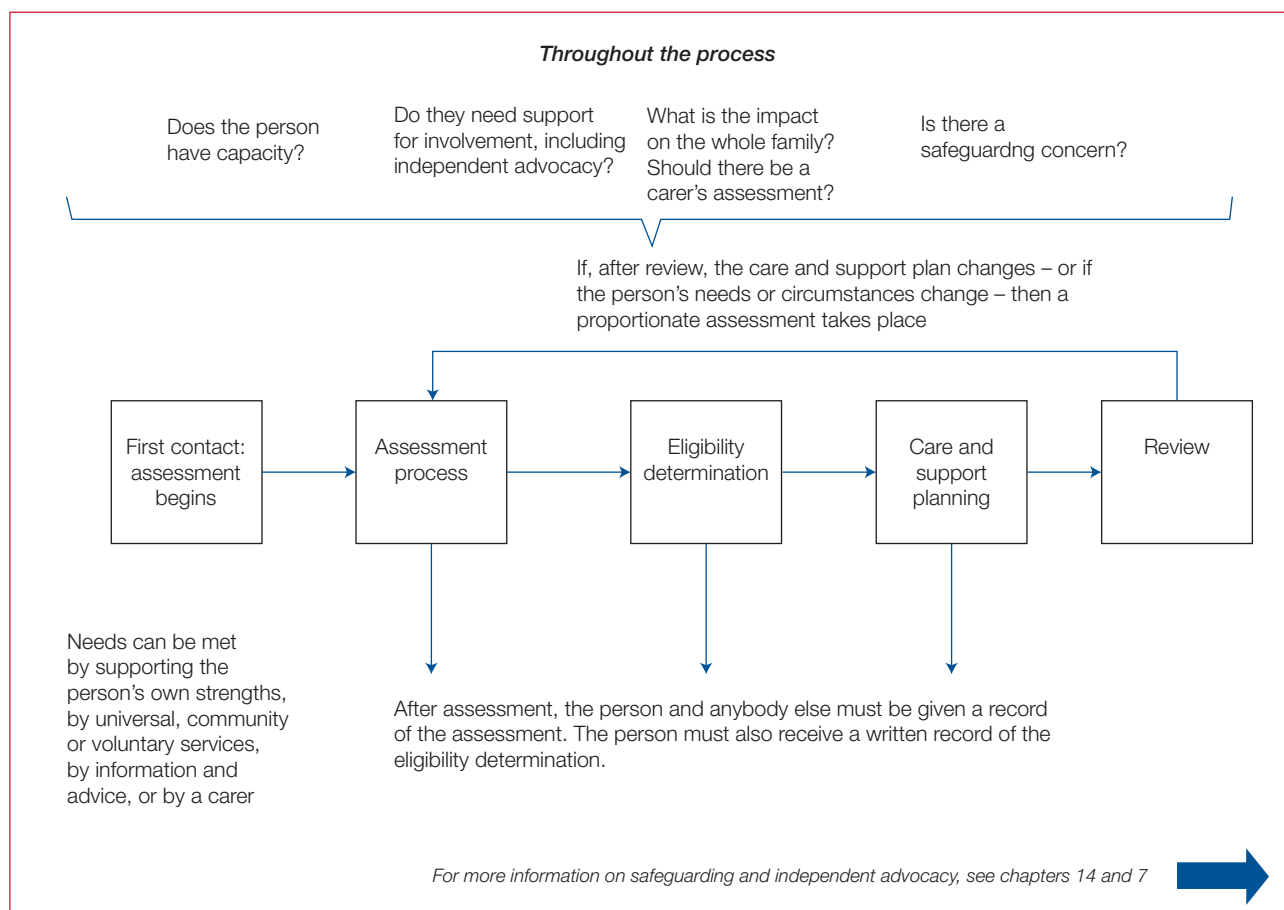 Throughout the process
Does the person
have capacity?
Do they need support
for involvement, including
independent advocacy?
What is the impact
on the whole family?
Should there be a
carer's assessment?
Is there a
safeguardng concern?
If, after review, the care and support plan changes – or if
the person's needs or circumstances change – then a
proportionate assessment takes place
First contact:
assessment
begins
Assessment
process
Eligibility
determination
Care and
support
planning
Review
Needs can be met
by supporting the
person's own strengths,
by universal, community
or voluntary services,
by information and
advice, or by a carer
After assessment, the person and anybody else must be given a record
of the assessment. The person must also receive a written record of the
eligibility determination.
For more information on safeguarding and independent advocacy, see chapters 14 and 7